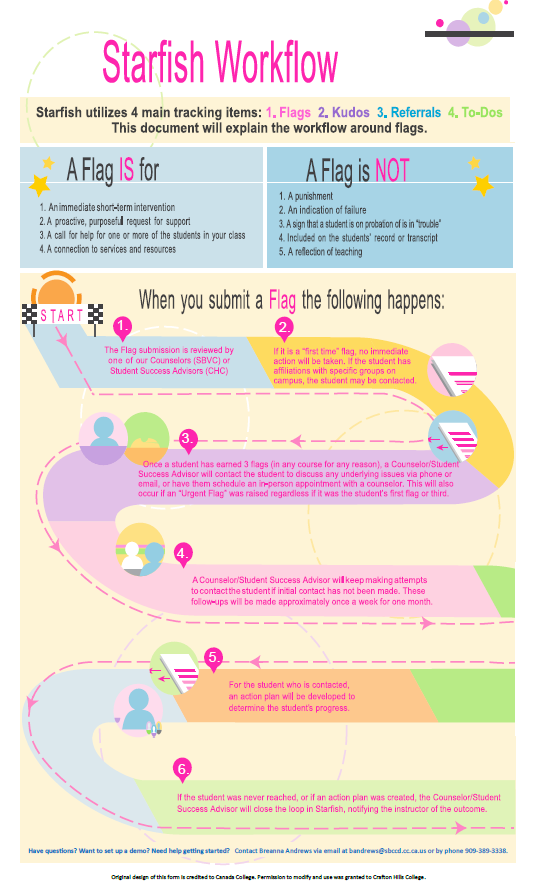 Starfish Workflow
Starfish utilizes 4 main tracking items: 1. Flags 2. Kudos 3. Referrals 4. To-Dos
This document will explain the workflow around flags.
A Flag IS for
1. An immediate short-term intervention
2. A proactive, purposeful request for support
3. A call for help for one or more of the students in your class
4. A connection to services and resources
A Flag is NOT
1. A punishment
2. An indication of failure
3. A sign that a student is on probation of is in "trouble"
4. Included on the students' record or transcript
5. A reflection of teaching
When you submit a Flag the following happens:
START
1.
The Flag submission is reviewed by
one of our Counselors (SBVC) or
Student Success Advisors (CHC)
2.
If it is a "first time" flag, no immediate
action will be taken. If the student has
affiliations with specific groups on
campus, the student may be contacted.
3.
Once a student has earned 3 flags (in any course for any reason), a Counselor/Student
Success Advisor will contact the student to discuss any underlying issues via phone or
email, or have them schedule an in-person appointment with a counselor. This will also
occur if an "Urgent Flag" was raised regardless if it was the student's first flag or third.
4.
A Counselor/Student Success Advisor will keep making attempts
to contact the student if initial contact has not been made. These
follow-ups will be made approximately once a week for one month.
5.
For the student who is contacted,
an action plan will be developed to
determine the student's progress.
6.
If the student was never reached, or if an action plan was created, the Counselor/Student
Success Advisor will close the loop in Starfish, notifying the instructor of the outcome.
Have questions? Want to set up a demo? Need help getting started? Contact Breanna Andrews via email at bandrews@sbccd.cc.ca.us or by phone 909-389-3338.
Original design of this form is credited to Canada College. Permission to modify and use was granted to Crafton Hills College.